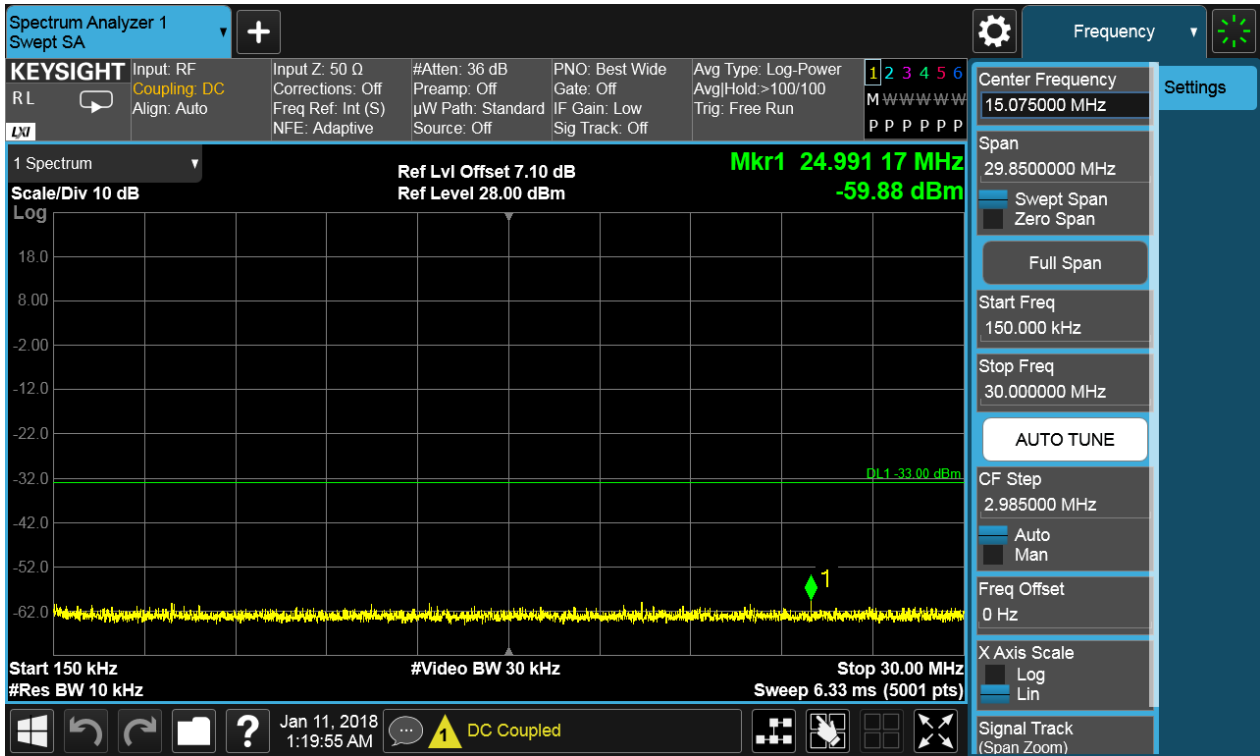 Spectrum Analyzer 1
Swept SA
Frequency
KEYSIGHT
RL
LXI
Input: RF
Coupling: DC
Align: Auto
Input Z: 50 Ω
Corrections: Off
Freq Ref: Int (S)
NFE: Adaptive
#Atten: 36 dB
Preamp: Off
µW Path: Standard
Source: Off
PNO: Best Wide
Gate: Off
IF Gain: Low
Sig Track: Off
Avg Type: Log-Power
Avg|Hold:>100/100
Trig: Free Run
1 2 3 4 5 6
M W W W W W
P P P P P P
1 Spectrum
Scale/Div 10 dB
Log
Ref Lvl Offset 7.10 dB
Ref Level 28.00 dBm
Mkr1 24.991 17 MHz
-59.88 dBm
18.0
8.00
-2.00
-12.0
-22.0
-32.0
-42.0
-52.0
-62.0
DL1 -33.00 dBm
1
Start 150 kHz
#Res BW 10 kHz
#Video BW 30 kHz
Stop 30.00 MHz
Sweep 6.33 ms (5001 pts)
?
Jan 11, 2018
1:19:55 AM
1
DC Coupled
Center Frequency
15.075000 MHz
Span
29.8500000 MHz
Swept Span
Zero Span
Full Span
Start Freq
150.000 kHz
Stop Freq
30.000000 MHz
AUTO TUNE
CF Step
2.985000 MHz
Auto
Man
Freq Offset
0 Hz
X Axis Scale
Log
Lin
Signal Track
(Span Zoom)
Settings